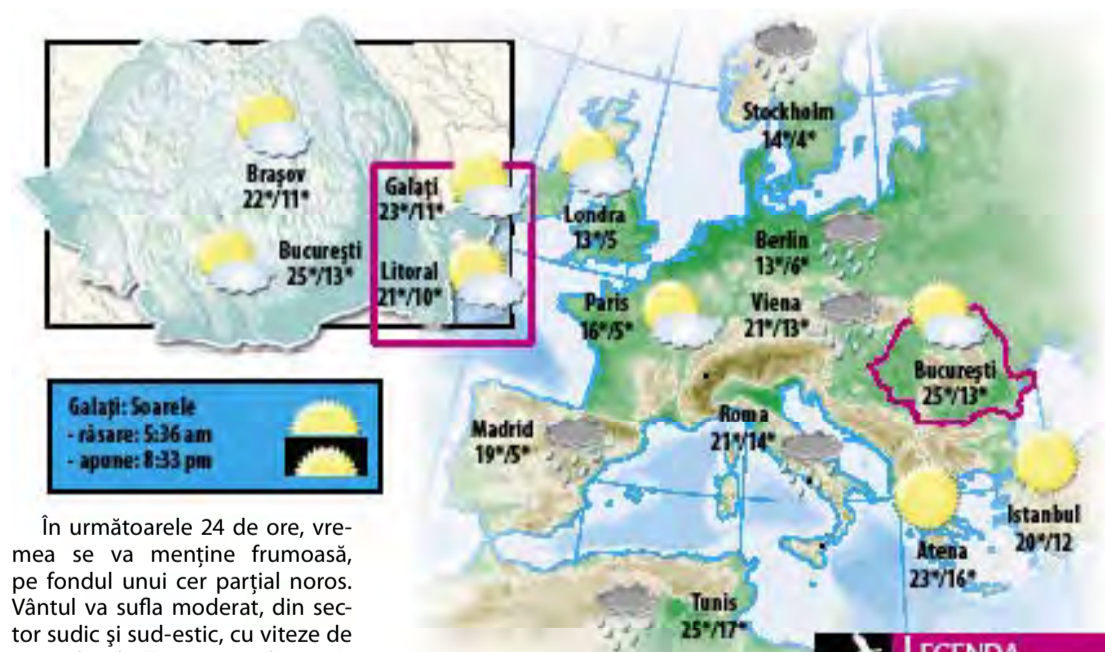 Brașov
22°/11°
București
25°/13°
Galați
23°/11°
Litoral
21°/10°
Stockholm
14°/4°
Londra
13°/5
Berlin
13°/6°
Paris
16°/5°
Viena
21°/13°
București
25°/13°
Madrid
19°/5°
Roma
21°/14°
Istanbul
20°/12
Atena
23°/16°
Tunis
25°/17°
Galați: Soarele
- răsare: 5:36 am
- apune: 8:33 pm
În următoarele 24 de ore, vre-
mea se va menține frumoasă,
pe fondul unui cer parțial noros.
Vântul va sufla moderat, din sec-
tor sudic şi sud-estic, cu viteze de
LEGENDA